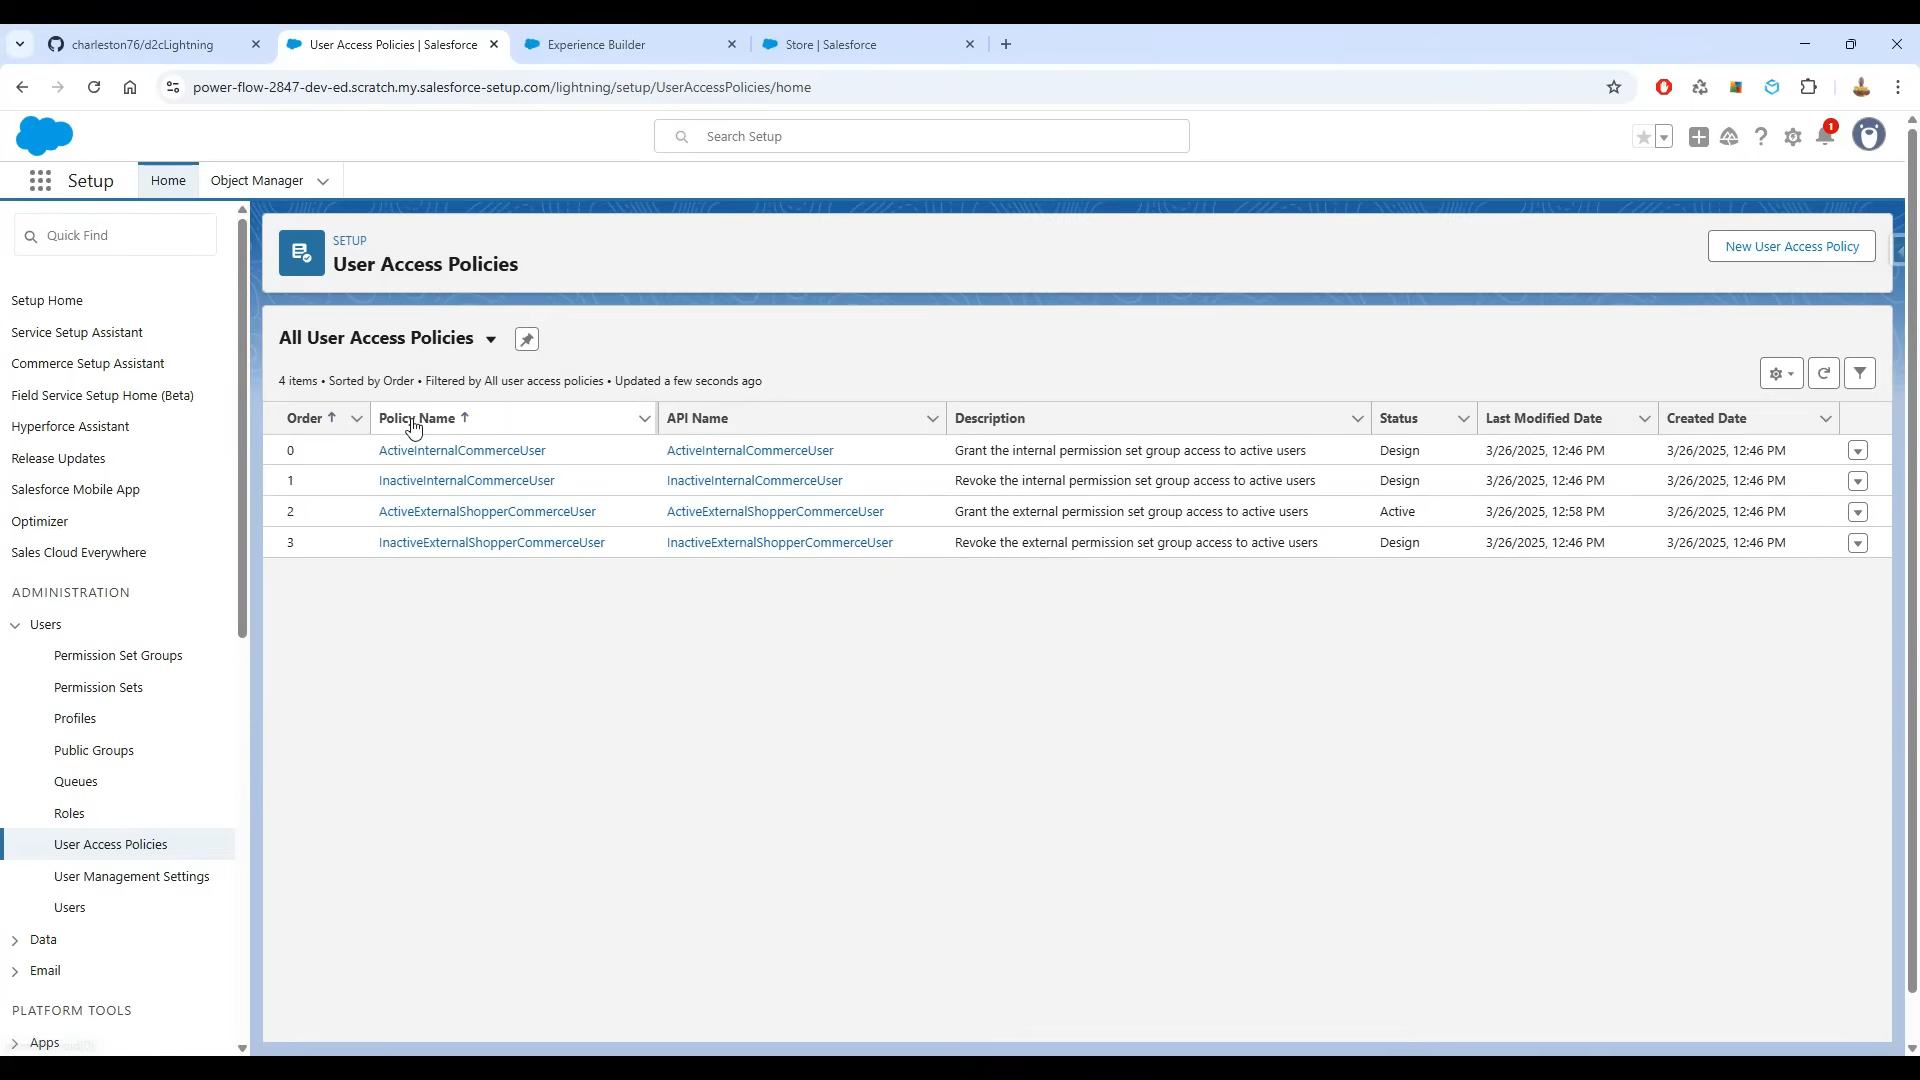 charleston76/d2cLightning
User Access Policies | Salesforce
Experience Builder
Store | Salesforce
power-flow-2847-dev-ed.scratch.my.salesforce-setup.com/lightning/setup/UserAccessPolicies/home
Search Setup
1
Setup
Home
Object Manager
Quick Find
Setup Home
Service Setup Assistant
Commerce Setup Assistant
Field Service Setup Home (Beta)
Hyperforce Assistant
Release Updates
Salesforce Mobile App
Optimizer
Sales Cloud Everywhere
ADMINISTRATION
Users
Permission Set Groups
Permission Sets
Profiles
Public Groups
Queues
Roles
User Access Policies
User Management Settings
Users
Data
Email
PLATFORM TOOLS
Apps
SETUP
User Access Policies
New User Access Policy
All User Access Policies
4 items • Sorted by Order • Filtered by All user access policies • Updated a few seconds ago
Order Policy Name API Name Description Status Last Modified Date Created Date
0 ActiveInternalCommerceUser ActiveInternalCommerceUser Grant the internal permission set group access to active users Design 3/26/2025, 12:46 PM 3/26/2025, 12:46 PM
1 InactiveInternalCommerceUser InactiveInternalCommerceUser Revoke the internal permission set group access to active users Design 3/26/2025, 12:46 PM 3/26/2025, 12:46 PM
2 ActiveExternalShopperCommerceUser ActiveExternalShopperCommerceUser Grant the external permission set group access to active users Active 3/26/2025, 12:58 PM 3/26/2025, 12:46 PM
3 InactiveExternalShopperCommerceUser InactiveExternalShopperCommerceUser Revoke the external permission set group access to active users Design 3/26/2025, 12:46 PM 3/26/2025, 12:46 PM